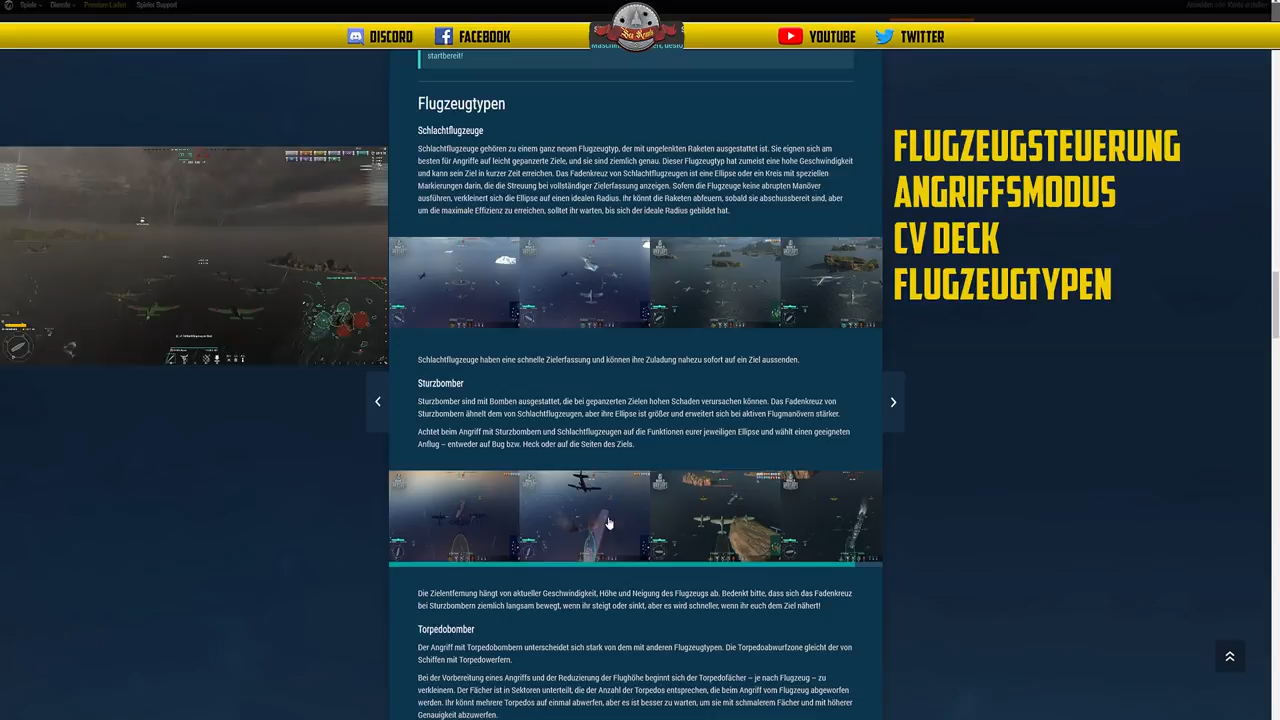 Spiele
Dienste
Premium-Laden
Spieler Support
Anmelden oder Konto erstellen
DISCORD
FACEBOOK
YOUTUBE
TWITTER
startbereit!
Flugzeugtypen
Schlachtflugzeuge
Schlachtflugzeuge gehören zu einem ganz neuen Flugzeugtyp, der mit ungelenkten Raketen ausgestattet ist. Sie eignen sich am
besten für Angriffe auf leicht gepanzerte Ziele, und sie sind ziemlich genau. Dieser Flugzeugtyp hat zumeist eine hohe Geschwindigkeit
und kann sein Ziel in kurzer Zeit erreichen. Das Fadenkreuz von Schlachtflugzeugen ist eine Ellipse oder ein Kreis mit speziellen
Markierungen darin, die die Streuung bei vollständiger Zielerfassung anzeigen. Sofern die Flugzeuge keine abrupten Manöver
ausführen, verkleinert sich die Ellipse auf einen idealen Radius. Ihr könnt die Raketen abfeuern, sobald sie abschussbereit sind, aber
um die maximale Effizienz zu erreichen, solltet ihr warten, bis sich der ideale Radius gebildet hat.
Schlachtflugzeuge haben eine schnelle Zielerfassung und können ihre Zuladung nahezu sofort auf ein Ziel aussenden.
Sturzbomber
Sturzbomber sind mit Bomben ausgestattet, die bei gepanzerten Zielen hohen Schaden verursachen können. Das Fadenkreuz von
Sturzbombern ähnelt dem von Schlachtflugzeugen, aber ihre Ellipse ist größer und erweitert sich bei aktiven Flugmanövern stärker.
Achtet beim Angriff mit Sturzbombern und Schlachtflugzeugen auf die Funktionen eurer jeweiligen Ellipse und wählt einen geeigneten
Anflug – entweder auf Bug bzw. Heck oder auf die Seiten des Ziels.
Die Zielentfernung hängt von aktueller Geschwindigkeit, Höhe und Neigung des Flugzeugs ab. Bedenkt bitte, dass sich das Fadenkreuz
bei Sturzbombern ziemlich langsam bewegt, wenn ihr steigt oder sinkt, aber es wird schneller, wenn ihr euch dem Ziel nähert!
Torpedobomber
Der Angriff mit Torpedobombern unterscheidet sich stark von dem mit anderen Flugzeugtypen. Die Torpedoabwurfzone gleicht der von
Schiffen mit Torpedowerfern.
Bei der Vorbereitung eines Angriffs und der Reduzierung der Flughöhe beginnt sich der Torpedofächer – je nach Flugzeug – zu
verkleinern. Der Fächer ist in Sektoren unterteilt, die der Anzahl der Torpedos entsprechen, die beim Angriff vom Flugzeug abgeworfen
werden. Ihr könnt mehrere Torpedos auf einmal abwerfen, aber es ist besser zu warten, um sie mit schmalerem Fächer und mit höherer
Genauigkeit abzuwerfen.
FLUGZEUGSTEUERUNG
ANGRIFFSMODUS
CV DECK
FLUGZEUGTYPEN